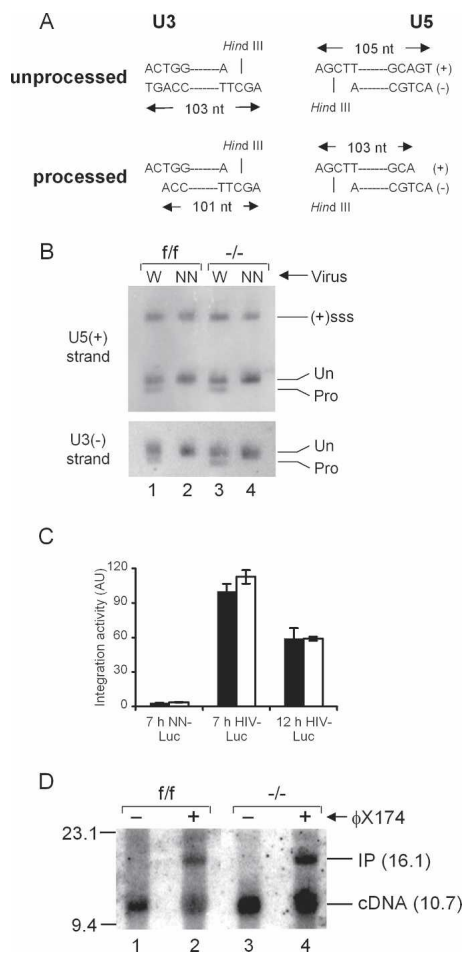 A
U3 U5
Hind III 105 nt
unprocessed ACTGG-------A AGCTT------GCAGT (+)
TGACC-------TTCGA A-------CGTCA (-)
103 nt Hind III
Hind III 103 nt
processed ACTGG-------A AGCTT------GCA (+)
ACC-------TTCGA A-------CGTCA (-)
101 nt Hind III
B
f/f -/-
W NN W NN Virus
U5(+) strand
(+)sss
Un
Pro
U3(-) strand
Un
Pro
1 2 3 4
C
Integration activity (AU)
120
90
60
30
0
7 h NN-Luc 7 h HIV-Luc 12 h HIV-Luc
D
f/f -/-
− + − + ϕX174
23.1
IP (16.1)
cDNA (10.7)
9.4
1 2 3 4